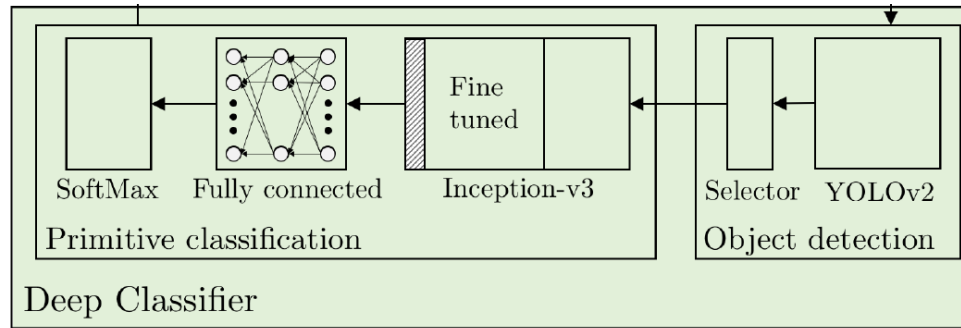 Fine
tuned
SoftMax
Fully connected
Inception-v3
Selector
YOLOv2
Primitive classification
Object detection
Deep Classifier